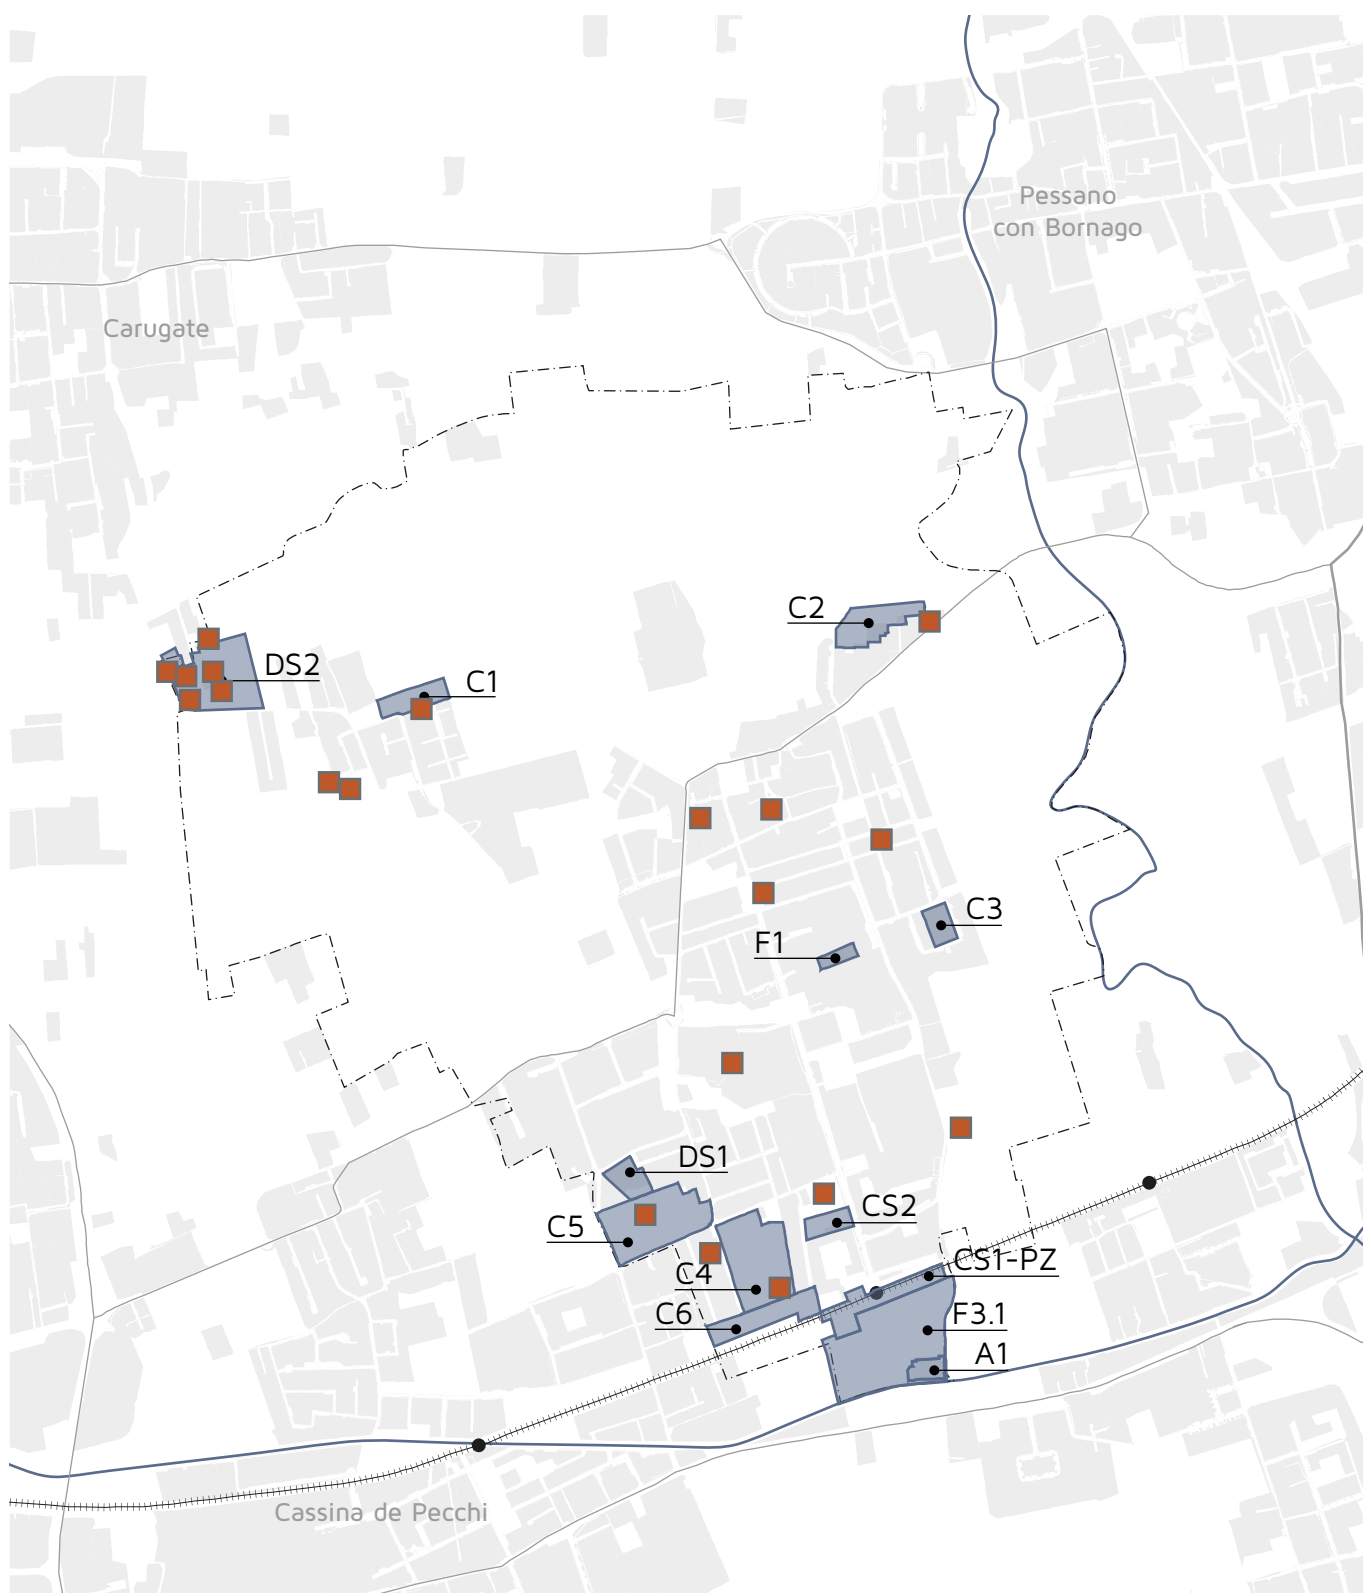 Pessano
con Bornago
Carugate
C2
DS2
C1
C3
F1
DS1
CS2
C5
CS1-PZ
C4
C6
F3.1
A1
Cassina de Pecchi